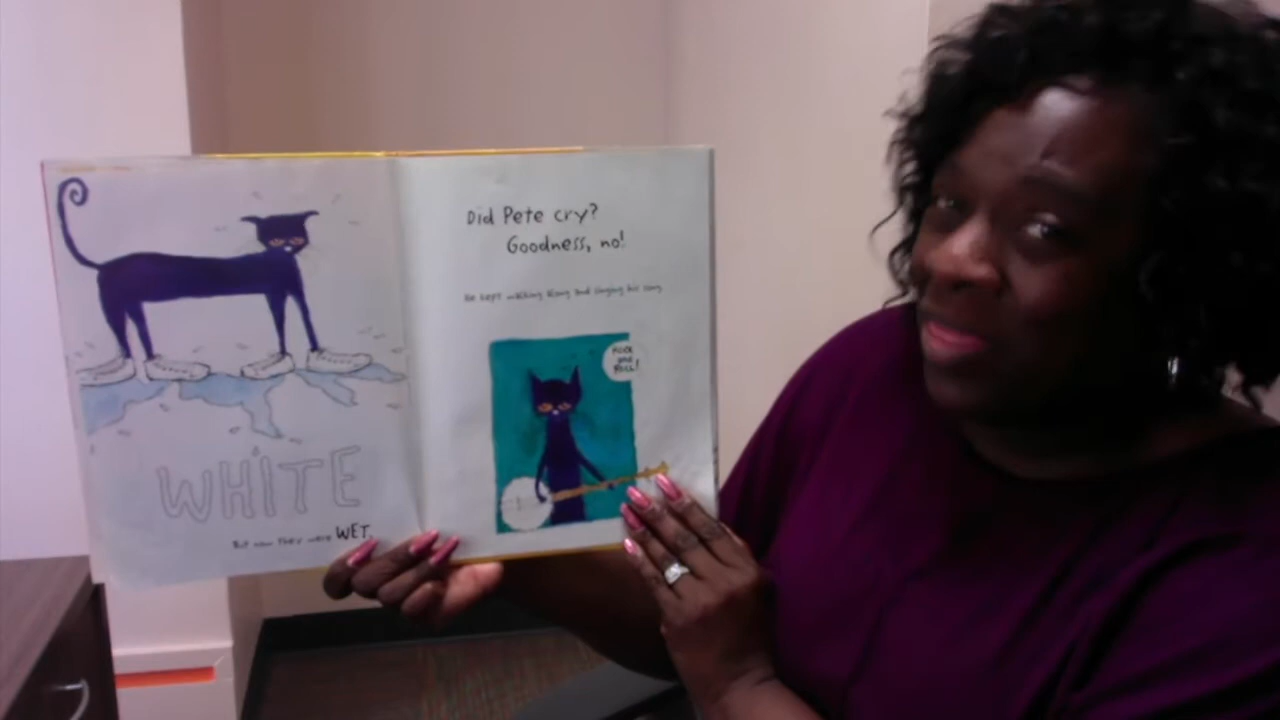 WHITE
But now they were WET.
Did Pete cry?
Goodness, no!
He kept walking along and singing his song.
ROCK
and
ROLL!